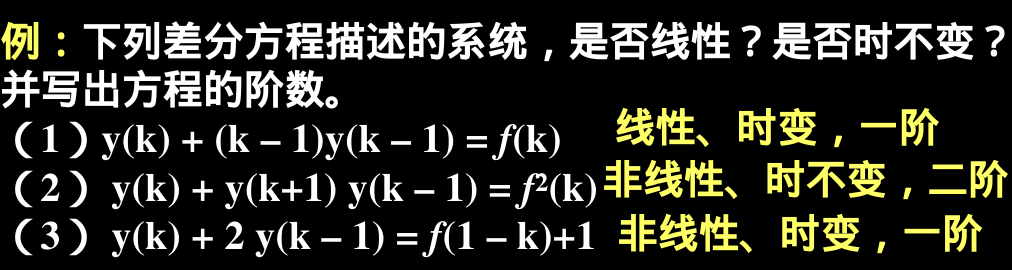 例：下列差分方程描述的系统，是否线性？是否时不变？
并写出方程的阶数。
（1）y(k) + (k – 1)y(k – 1) = f(k) 线性、时变，一阶
（2） y(k) + y(k+1) y(k – 1) = f²(k) 非线性、时不变，二阶
（3） y(k) + 2 y(k – 1) = f(1 – k)+1 非线性、时变，一阶